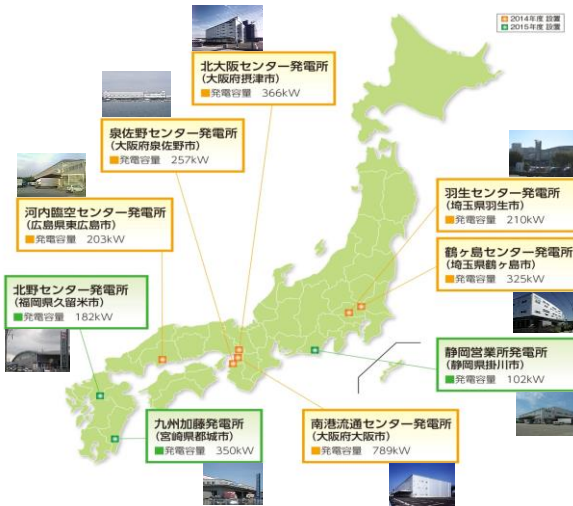 2014年度 設置
2015年度 設置
北大阪センター発電所
(大阪府摂津市)
発電容量 366kW
泉佐野センター発電所
(大阪府泉佐野市)
発電容量 257kW
河内臨空センター発電所
(広島県東広島市)
発電容量 203kW
北野センター発電所
(福岡県久留米市)
発電容量 182kW
九州加藤発電所
(宮崎県都城市)
発電容量 350kW
羽生センター発電所
(埼玉県羽生市)
発電容量 210kW
鶴ヶ島センター発電所
(埼玉県鶴ヶ島市)
発電容量 325kW
静岡営業所発電所
(静岡県掛川市)
発電容量 102kW
南港流通センター発電所
(大阪府大阪市)
発電容量 789kW